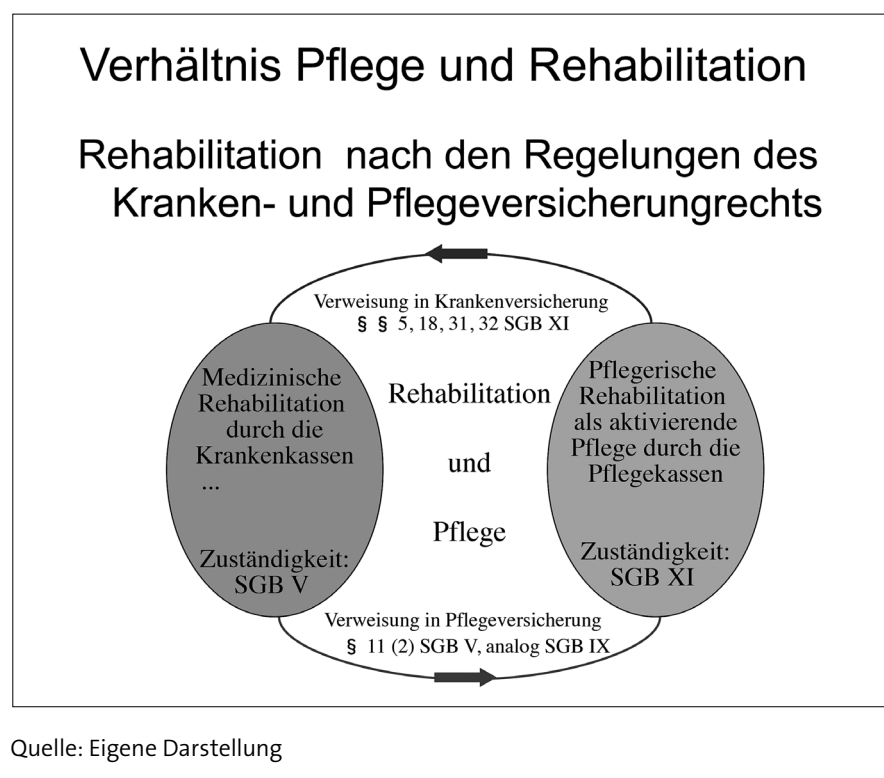 Verhältnis Pflege und Rehabilitation
Rehabilitation nach den Regelungen des
Kranken- und Pflegeversicherungrechts
Verweisung in Krankenversicherung
§ § 5, 18, 31, 32 SGB XI
Medizinische
Rehabilitation
durch die
Krankenkassen
...
Zuständigkeit:
SGB V
Rehabilitation
und
Pflege
Pflegerische
Rehabilitation
als aktivierende
Pflege durch die
Pflegekassen
Zuständigkeit:
SGB XI
Verweisung in Pflegeversicherung
§ 11 (2) SGB V, analog SGB IX
Quelle: Eigene Darstellung